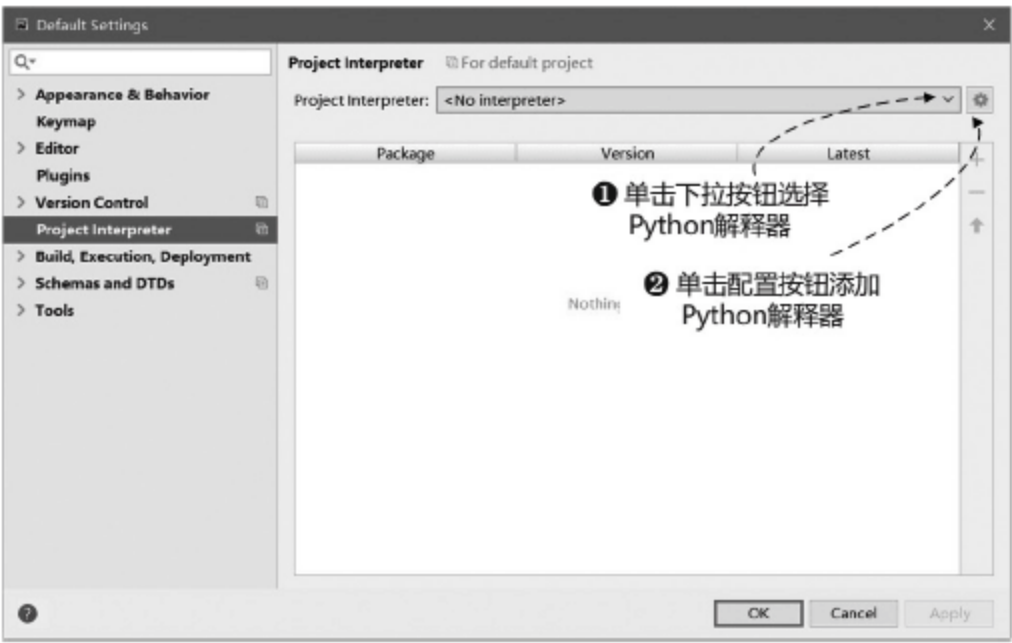 Default Settings
Project Interpreter For default project
Appearance & Behavior
Project Interpreter: <No interpreter>
Keymap
Editor
Package Version Latest
Plugins
❶ 单击下拉按钮选择
Python解释器
Version Control
Project Interpreter
Build, Execution, Deployment
Schemas and DTDs
❷ 单击配置按钮添加
Python解释器
Nothing
Tools
OK Cancel Apply